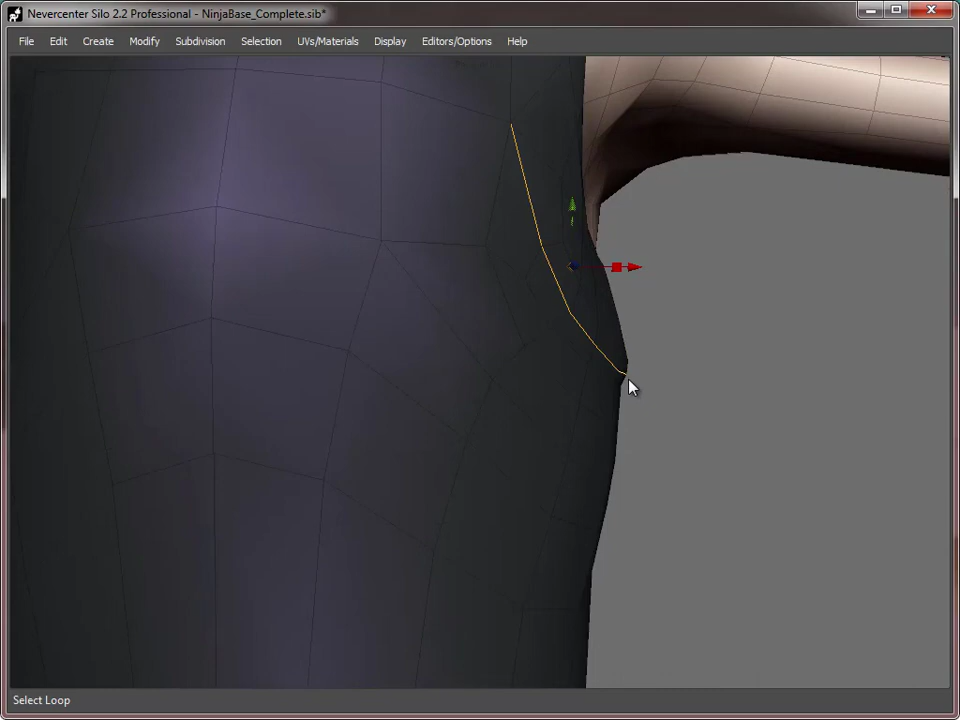 Nevercenter Silo 2.2 Professional - NinjaBase_Complete.sib*
File Edit Create Modify Subdivision Selection UVs/Materials Display Editors/Options Help
Select Loop